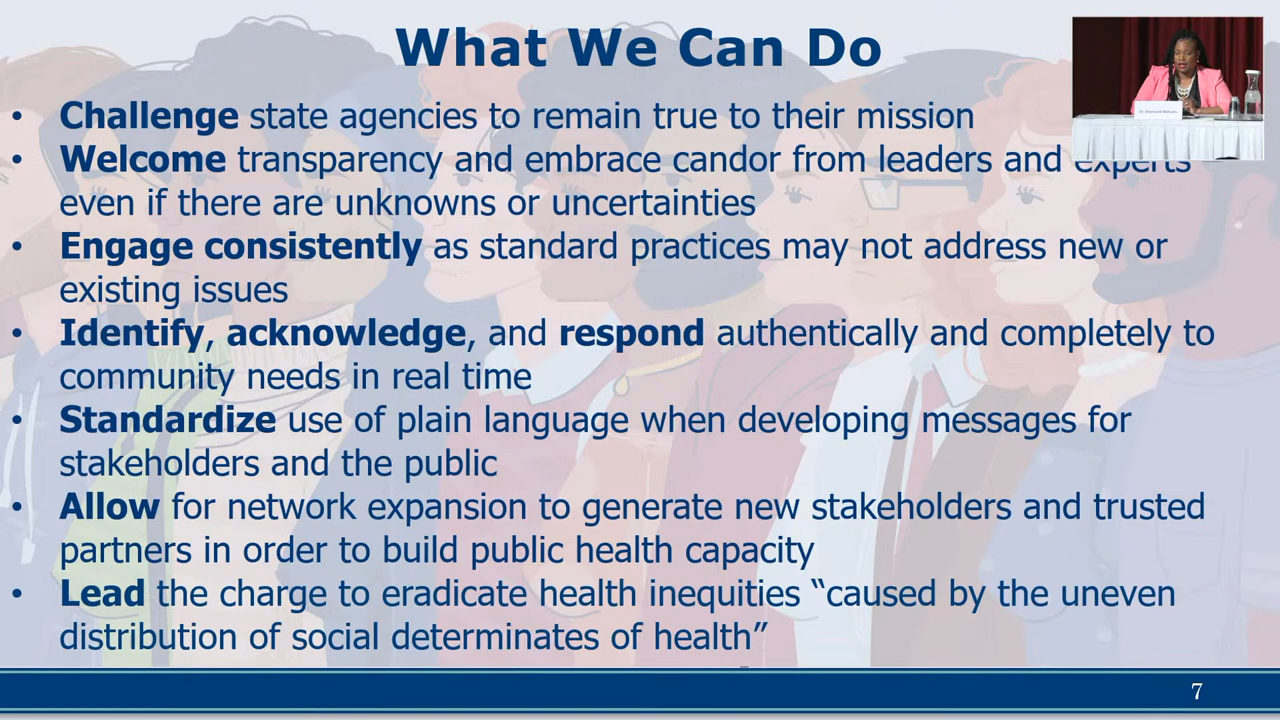 What We Can Do
• Challenge state agencies to remain true to their mission
• Welcome transparency and embrace candor from leaders and experts
even if there are unknowns or uncertainties
• Engage consistently as standard practices may not address new or
existing issues
• Identify, acknowledge, and respond authentically and completely to
community needs in real time
• Standardize use of plain language when developing messages for
stakeholders and the public
• Allow for network expansion to generate new stakeholders and trusted
partners in order to build public health capacity
• Lead the charge to eradicate health inequities “caused by the uneven
distribution of social determinates of health”
7